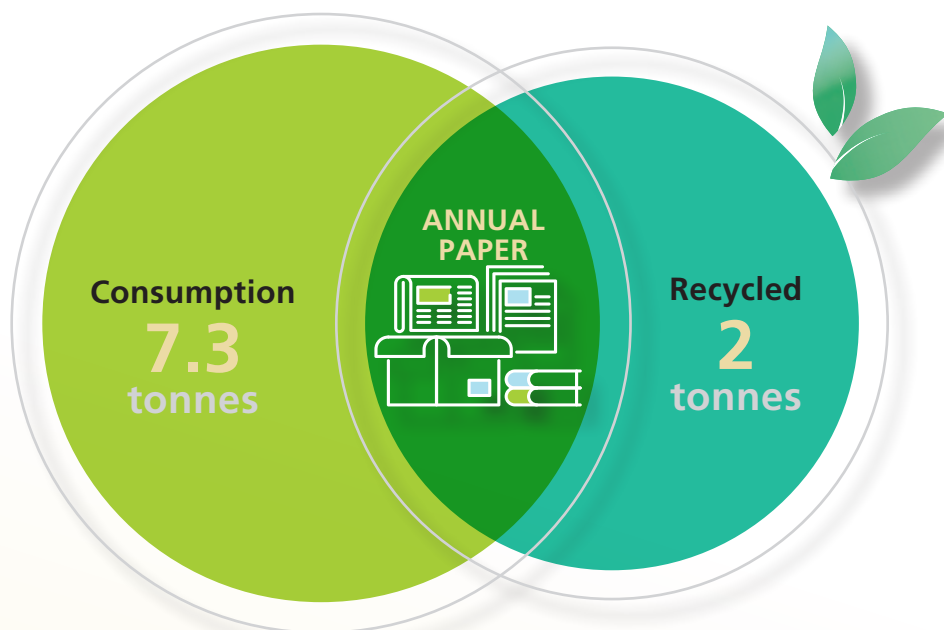 ANNUAL
PAPER
Consumption
7.3
tonnes
Recycled
2
tonnes